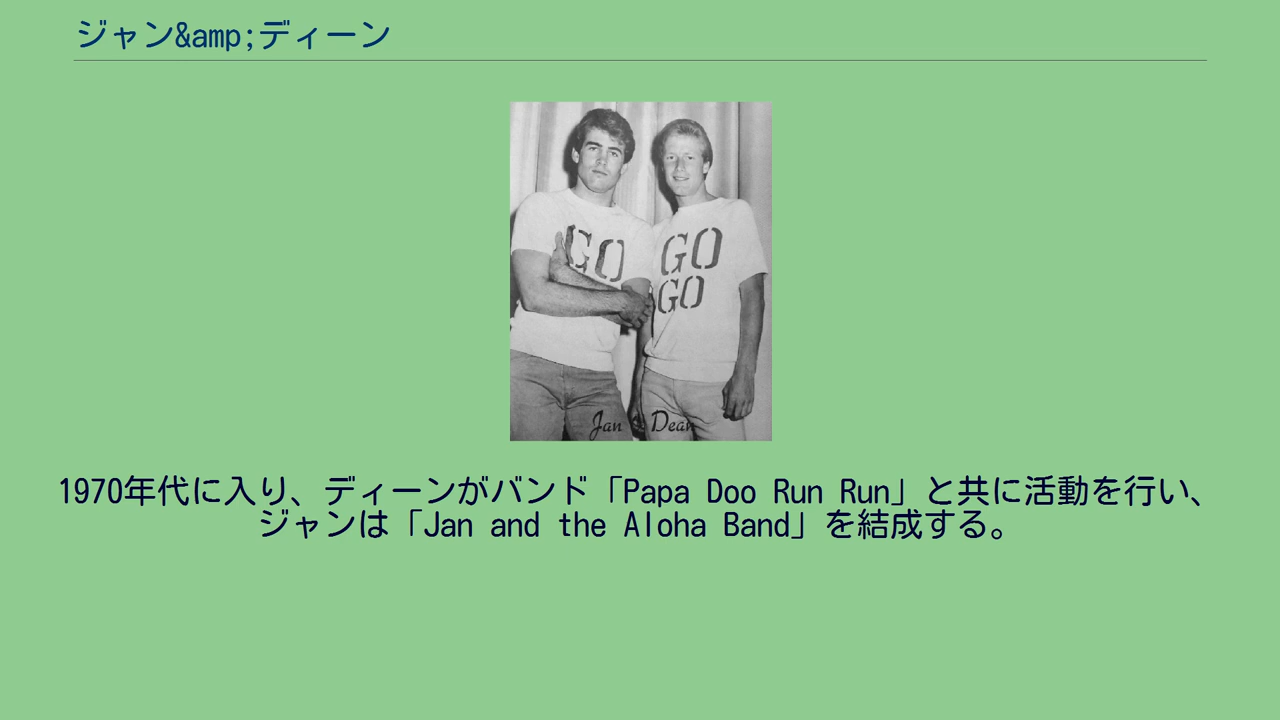 ジャン&amp;ディーン
GO
GO
GO
Jan & Dean
1970年代に入り、ディーンがバンド「Papa Doo Run Run」と共に活動を行い、
ジャンは「Jan and the Aloha Band」を結成する。